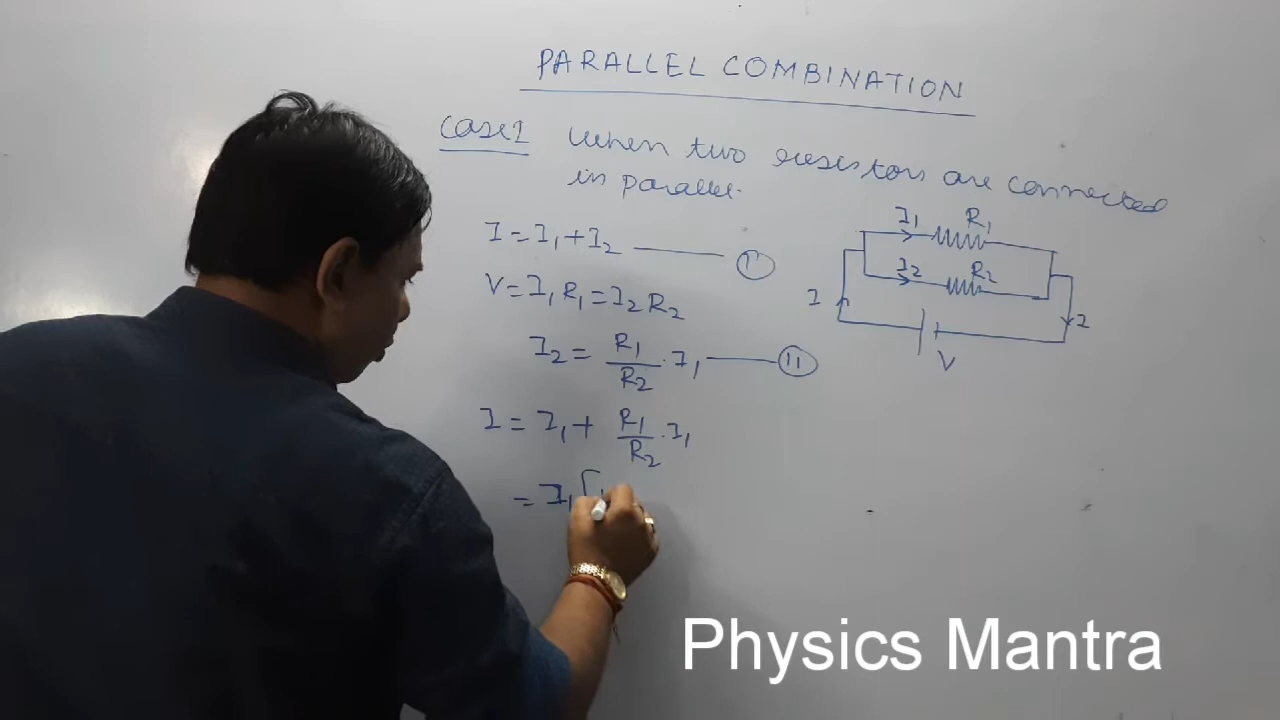 PARALLEL COMBINATION
Case I When two resistors are connected
in parallel.
I = I₁ + I₂ ——— (I)
V = I₁R₁ = I₂R₂
I₂ = R₁/R₂ . I₁ ——— (II)
I = I₁ + R₁/R₂ . I₁
= I₁ [1
I₁ R₁
I₂ R₂
I I
V
Physics Mantra